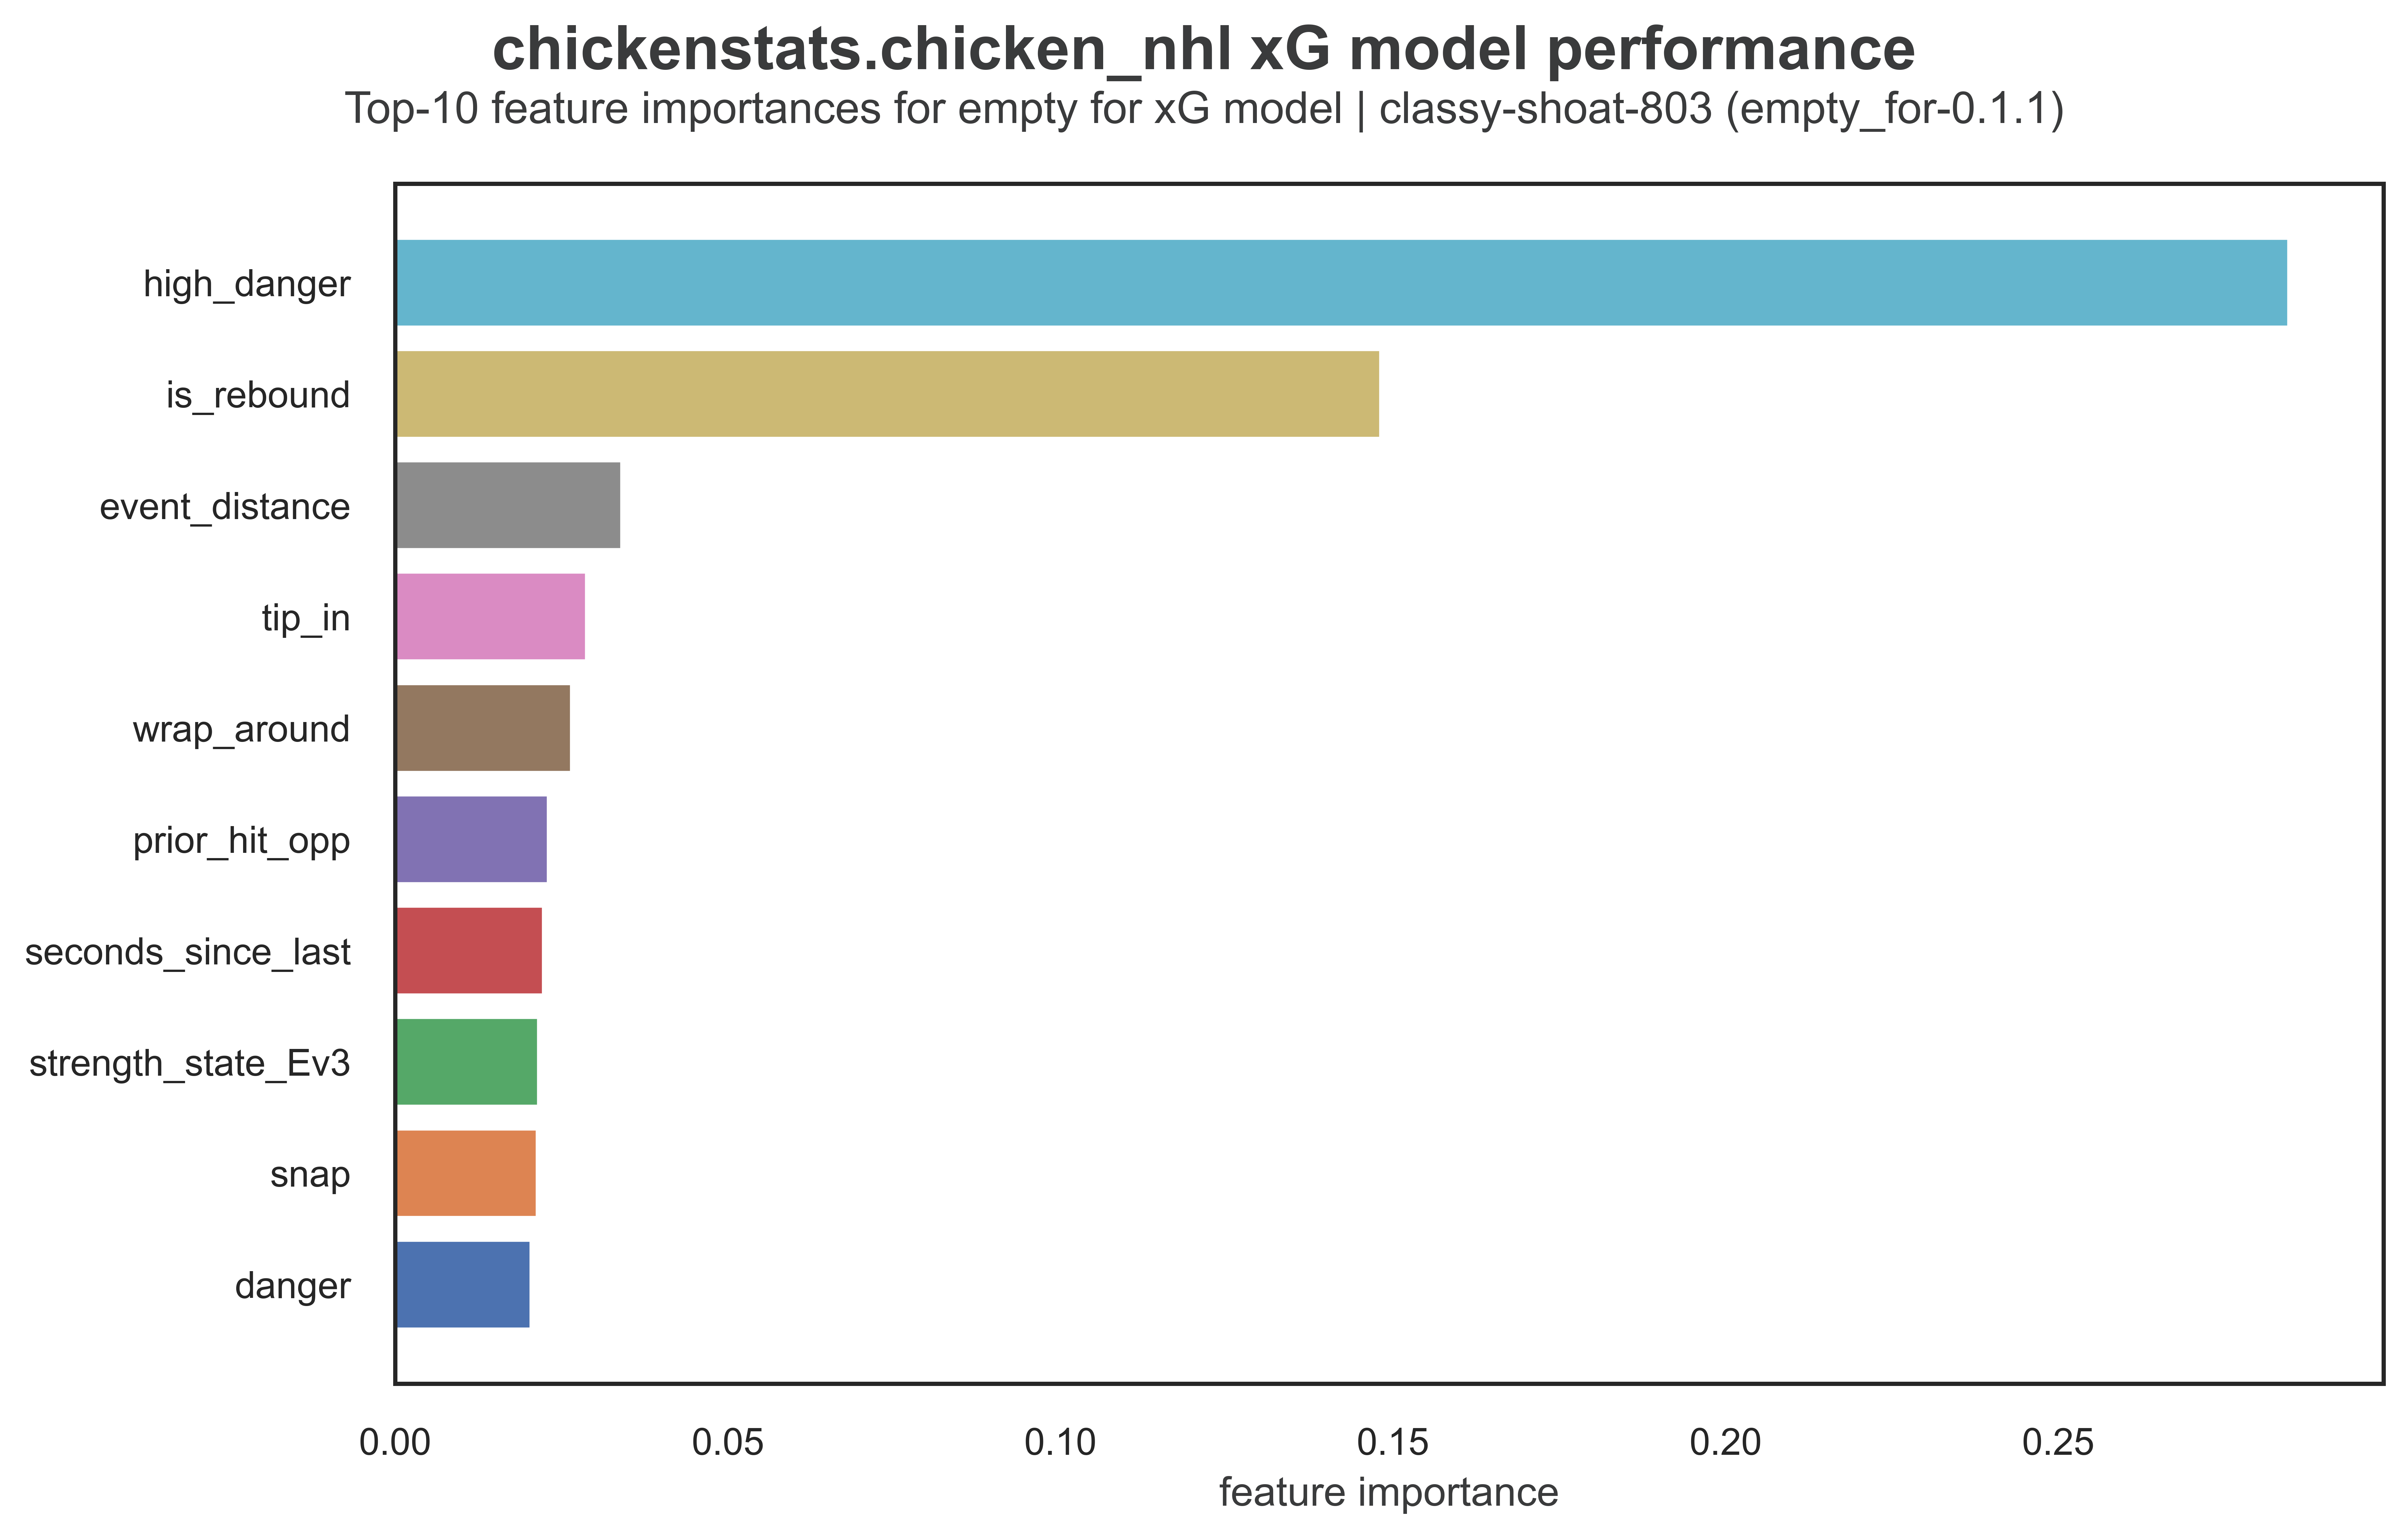 chickenstats.chicken_nhl xG model performance
Top-10 feature importances for empty for xG model | classy-shoat-803 (empty_for-0.1.1)
high_danger
is_rebound
event_distance
tip_in
wrap_around
prior_hit_opp
seconds_since_last
strength_state_Ev3
snap
danger
0.00 0.05 0.10 0.15 0.20 0.25
feature importance